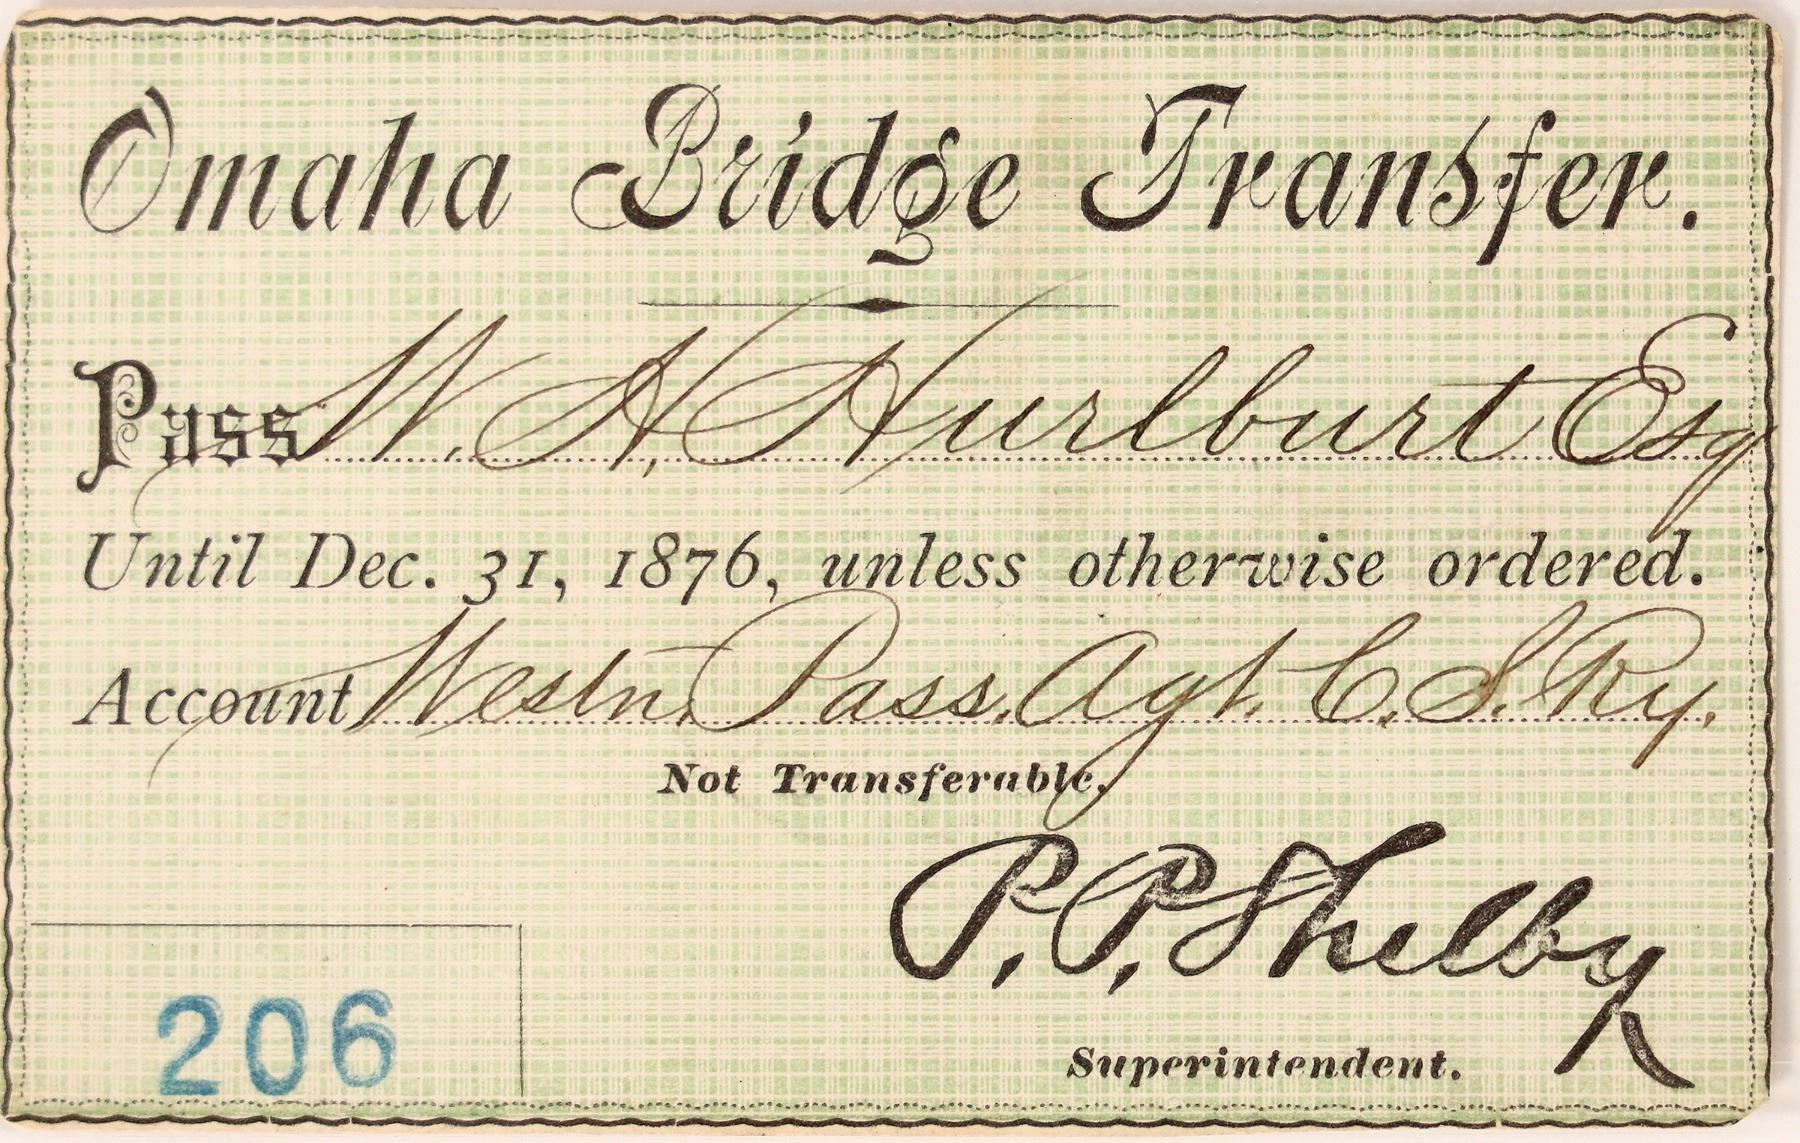 Omaha Bridge Transfer.
Pass W. H. Hurlburt Esq
Until Dec. 31, 1876, unless otherwise ordered.
Account Westn. Pass. Agt. C. S. Ry.
Not Transferable.
P. P. Shelby
Superintendent.
206